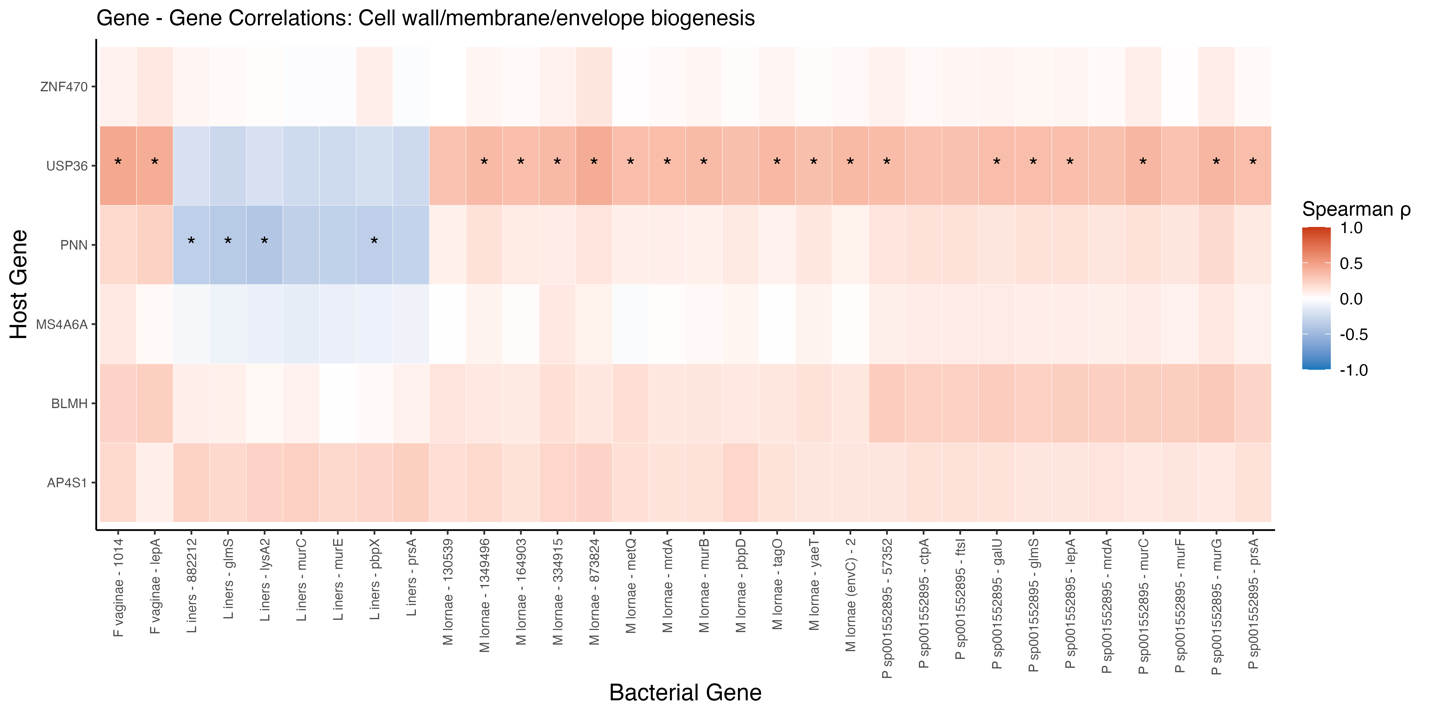 Gene - Gene Correlations: Cell wall/membrane/envelope biogenesis
Host Gene
ZNF470
USP36
* * * * * * * * * * * * * * * * * * *
PNN
* * * *
MS4A6A
BLMH
AP4S1
F vaginae - 1014
F vaginae - lepA
L iners - 882212
L iners - glmS
L iners - lysA2
L iners - murC
L iners - murE
L iners - pbpX
L iners - prsA
M lornae - 130539
M lornae - 1349496
M lornae - 164903
M lornae - 334915
M lornae - 873824
M lornae - metQ
M lornae - mrdA
M lornae - murB
M lornae - pbpD
M lornae - tagO
M lornae - yaeT
M lornae (envC) - 2
P sp001552895 - 57352
P sp001552895 - ctpA
P sp001552895 - ftsI
P sp001552895 - galU
P sp001552895 - glmS
P sp001552895 - lepA
P sp001552895 - mrdA
P sp001552895 - murC
P sp001552895 - murF
P sp001552895 - murG
P sp001552895 - prsA
Bacterial Gene
Spearman ρ
1.0
0.5
0.0
-0.5
-1.0